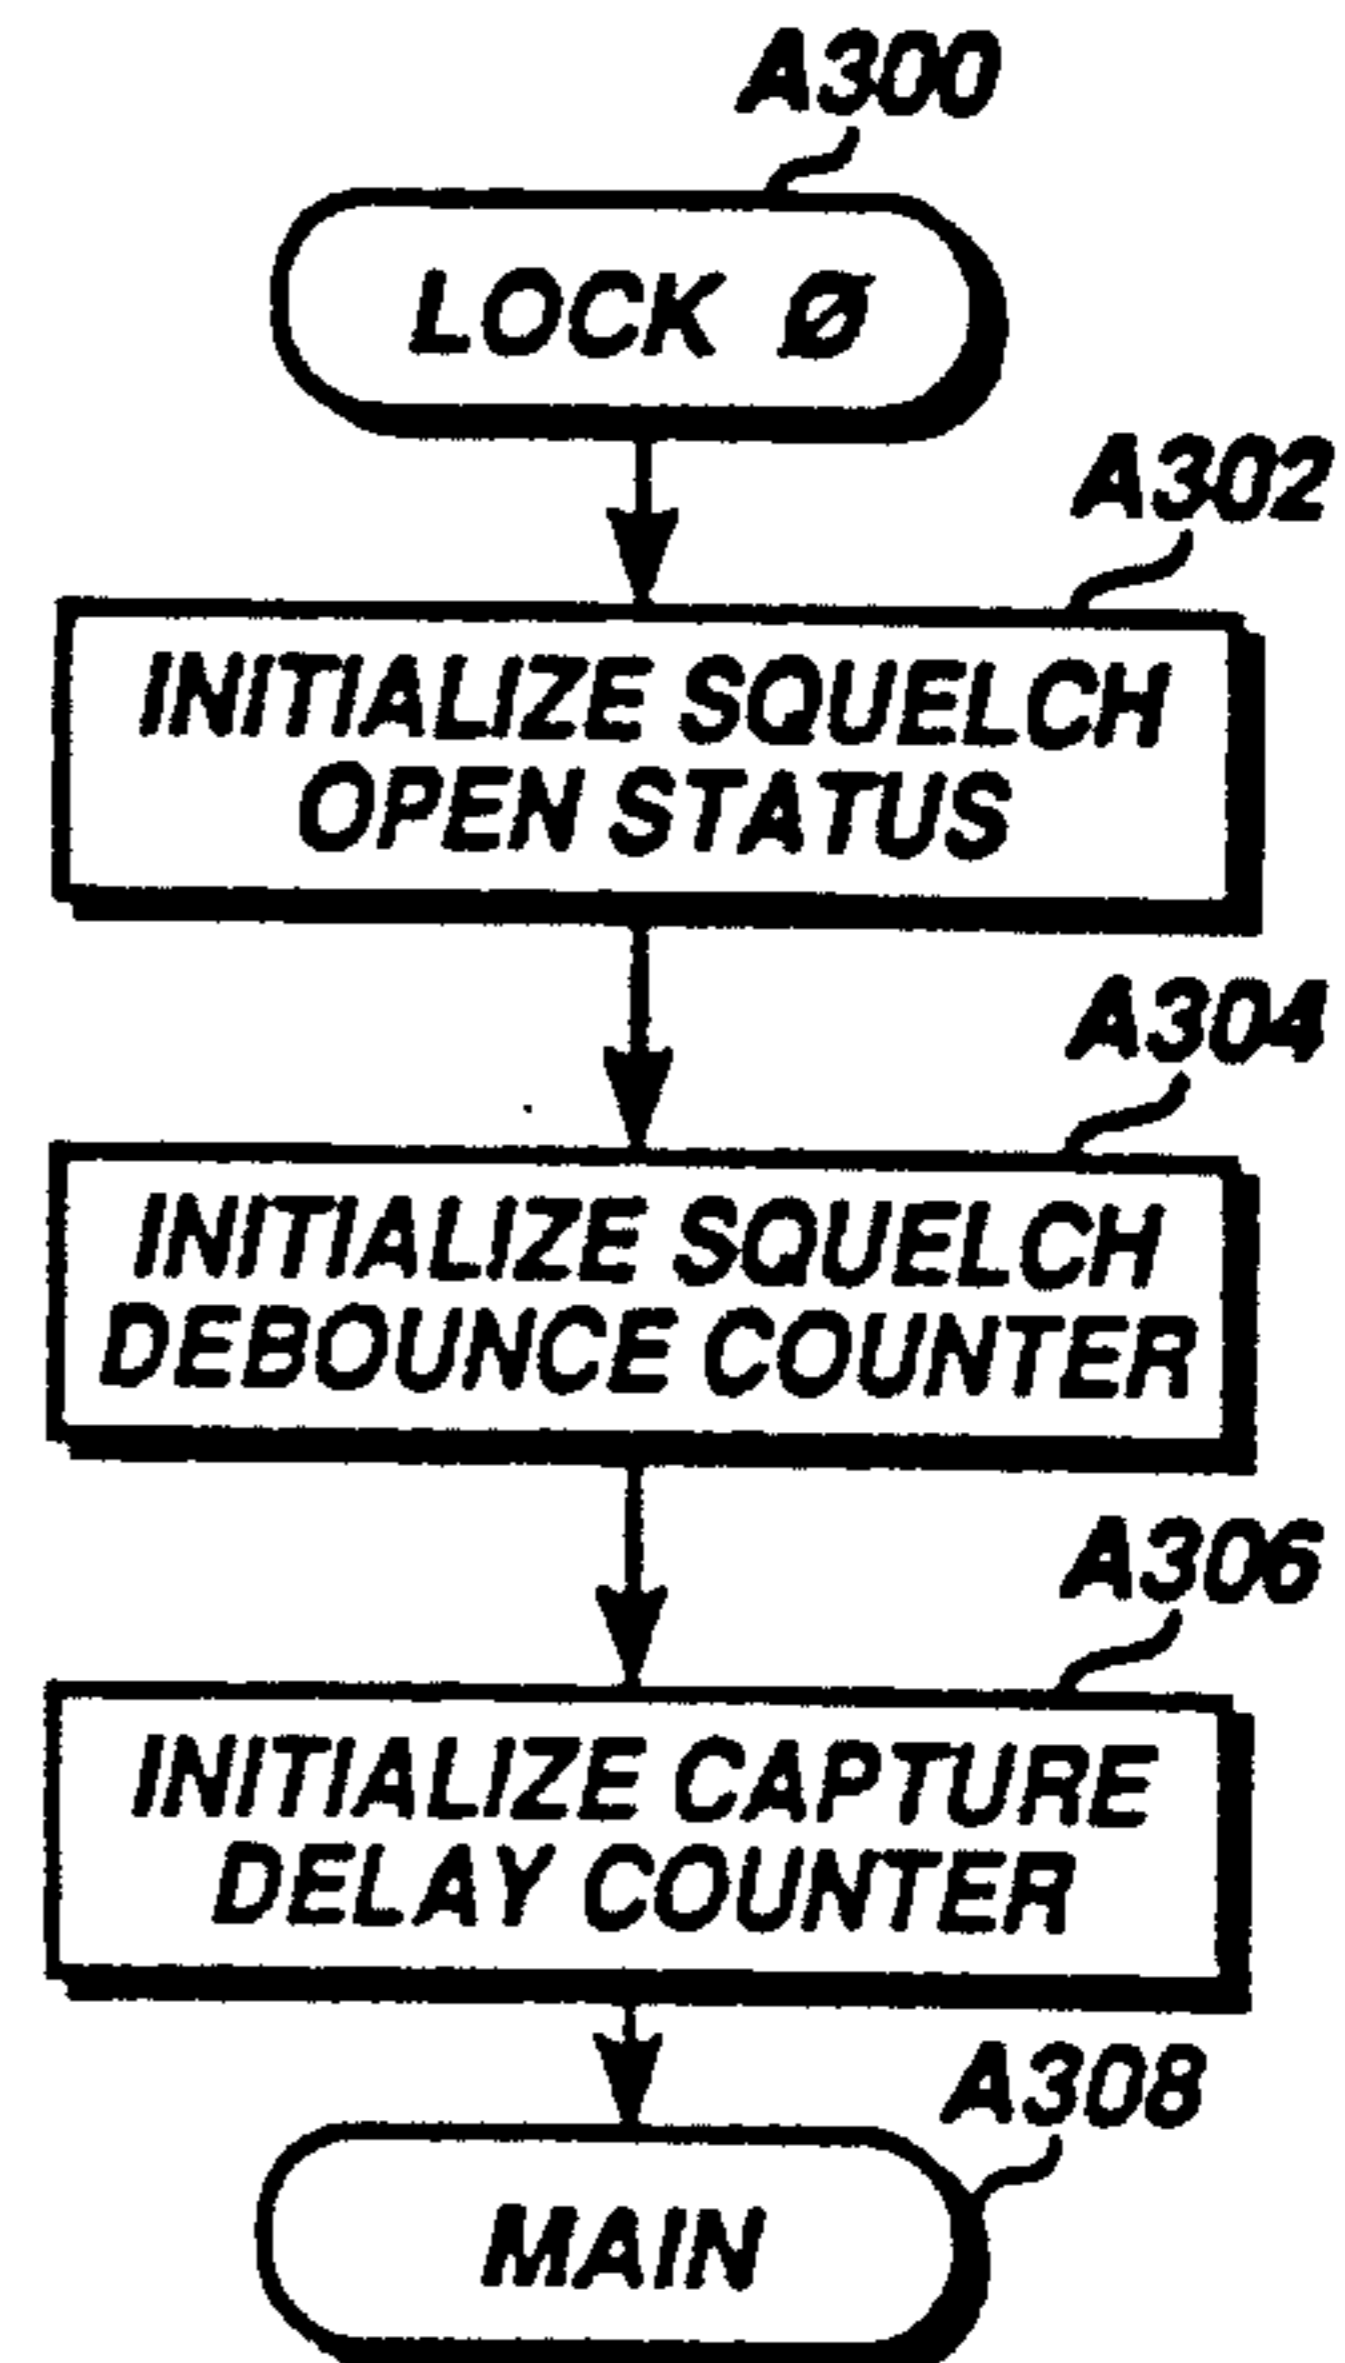 A300
LOCK Ø
A302
INITIALIZE SQUELCH
OPEN STATUS
A304
INITIALIZE SQUELCH
DEBOUNCE COUNTER
A306
INITIALIZE CAPTURE
DELAY COUNTER
A308
MAIN